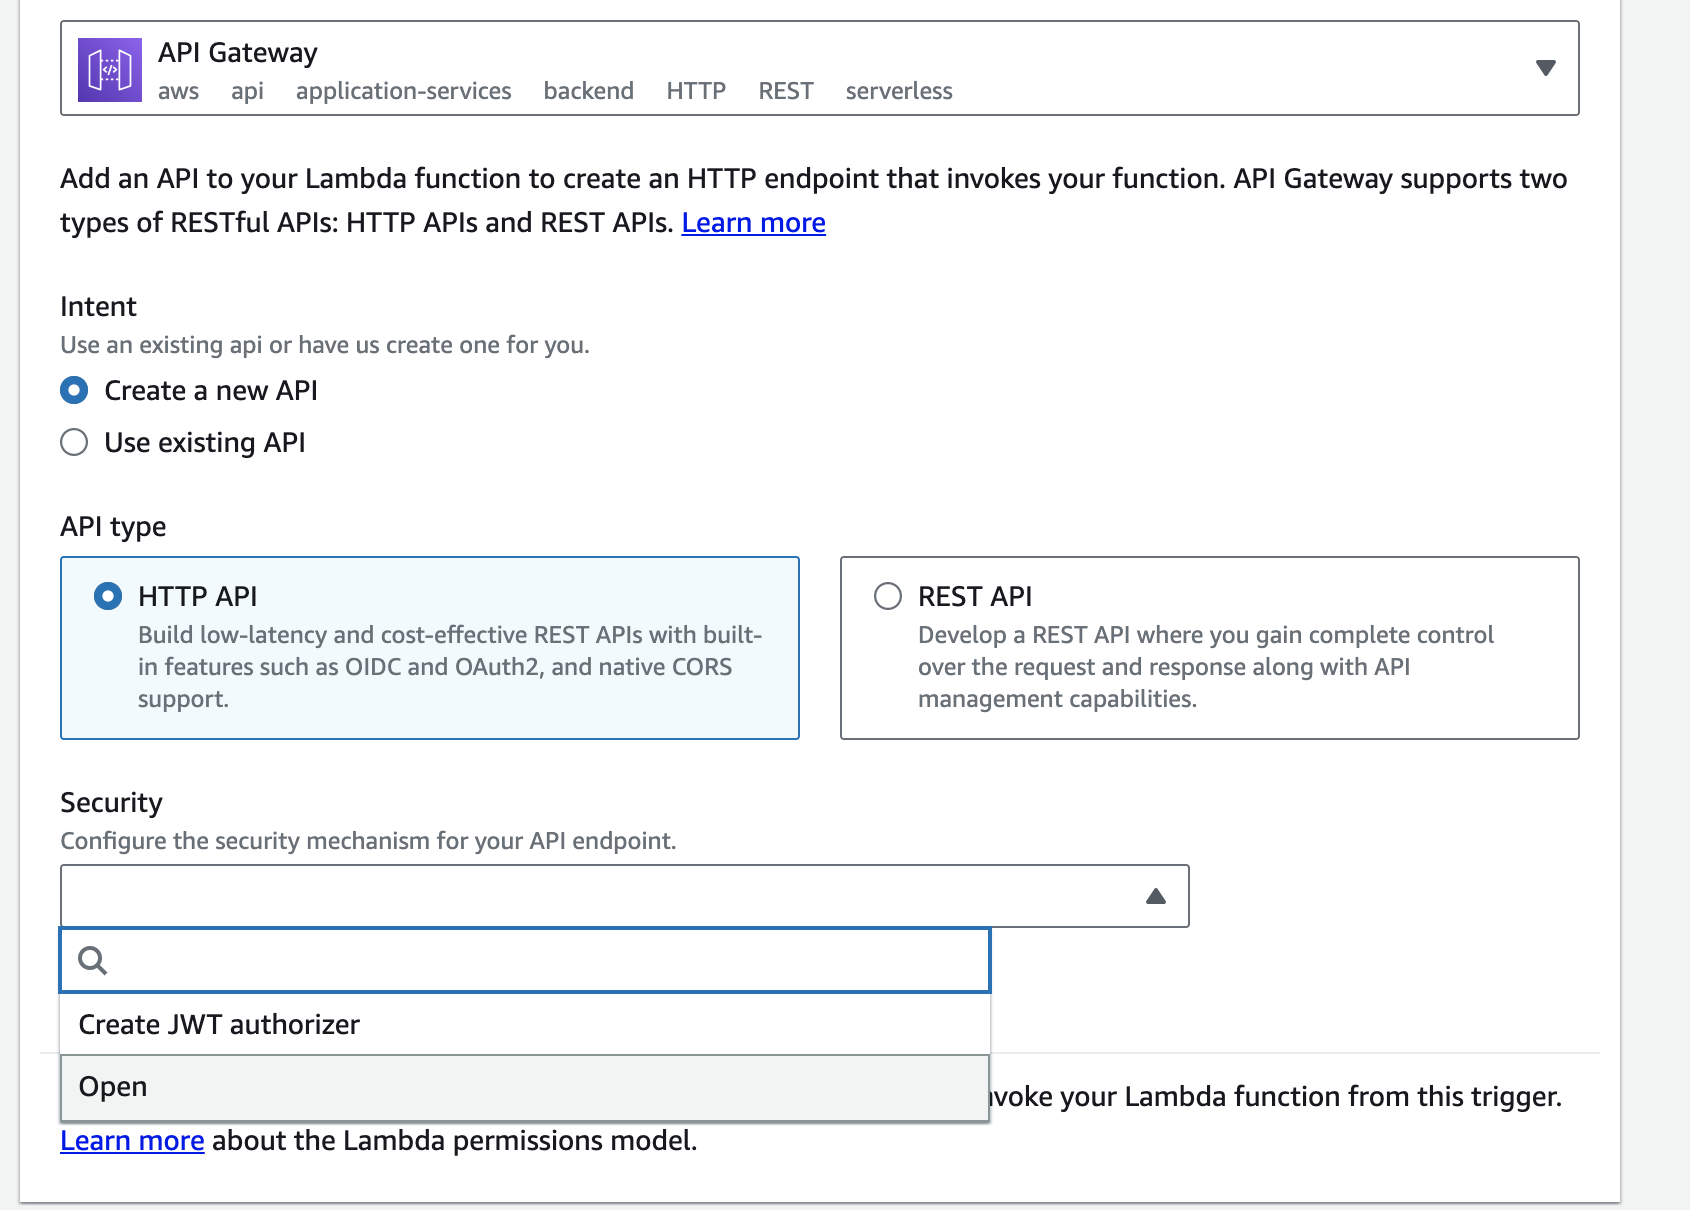 API Gateway
aws api application-services backend HTTP REST serverless
Add an API to your Lambda function to create an HTTP endpoint that invokes your function. API Gateway supports two
types of RESTful APIs: HTTP APIs and REST APIs. Learn more
Intent
Use an existing api or have us create one for you.
Create a new API
Use existing API
API type
HTTP API
Build low-latency and cost-effective REST APIs with built-
in features such as OIDC and OAuth2, and native CORS
support.
REST API
Develop a REST API where you gain complete control
over the request and response along with API
management capabilities.
Security
Configure the security mechanism for your API endpoint.
Create JWT authorizer
Open
your Lambda function from this trigger.
Learn more about the Lambda permissions model.